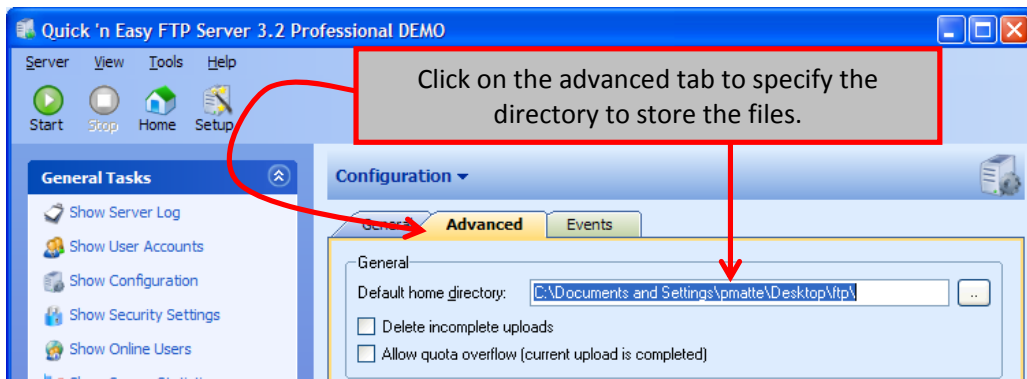 Quick 'n Easy FTP Server 3.2 Professional DEMO
Server View Tools Help
Start Stop Home Setup
Click on the advanced tab to specify the
directory to store the files.
General Tasks
Show Server Log
Show User Accounts
Show Configuration
Show Security Settings
Show Online Users
Configuration
General Advanced Events
General
Default home directory: C:\Documents and Settings\pmatte\Desktop\ftp\ ..
Delete incomplete uploads
Allow quota overflow (current upload is completed)